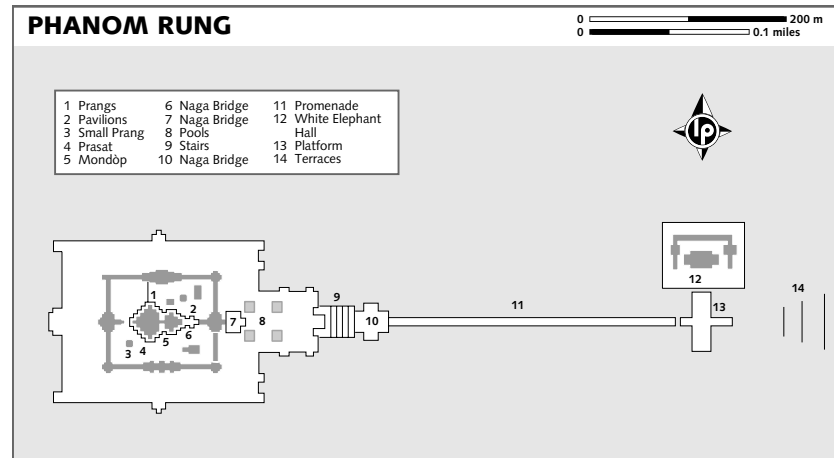 PHANOM RUNG
0 200 m
0 0.1 miles
1 Prangs
2 Pavilions
3 Small Prang
4 Prasat
5 Mondòp
6 Naga Bridge
7 Naga Bridge
8 Pools
9 Stairs
10 Naga Bridge
11 Promenade
12 White Elephant
Hall
13 Platform
14 Terraces
lp
12
14
1
2
9
11
13
7
8
10
3
4
5
6